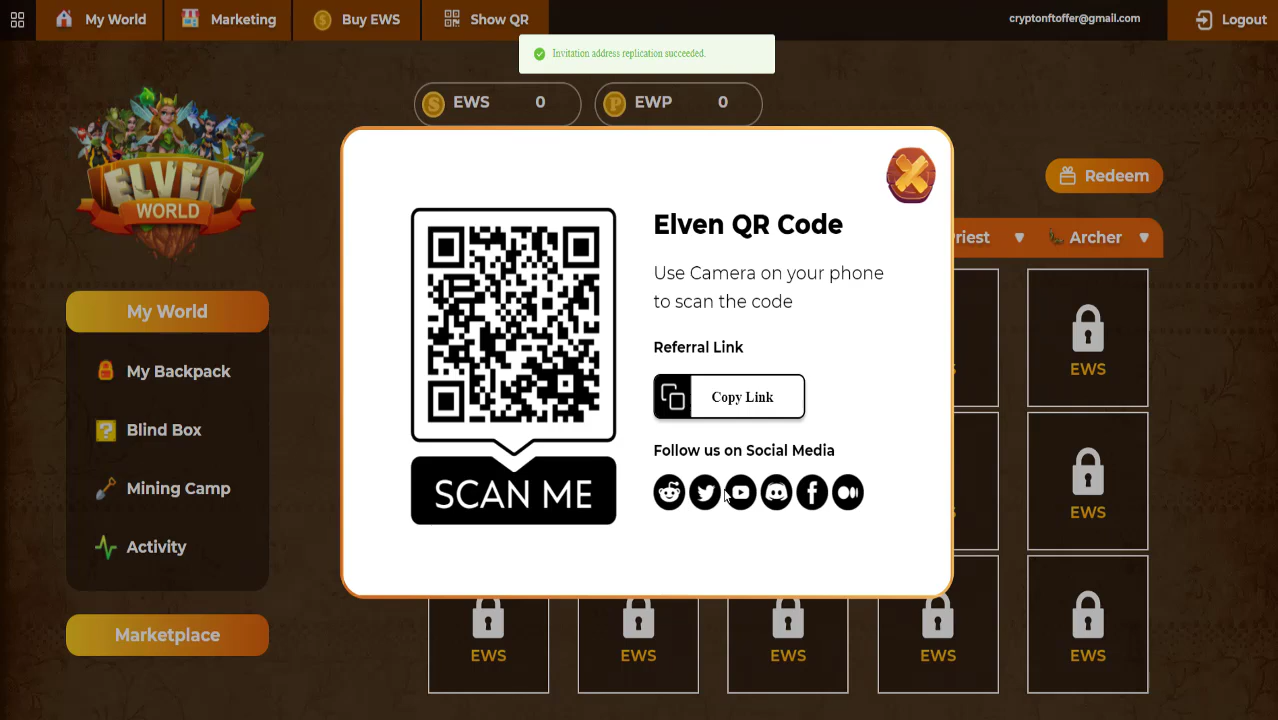 My World
Marketing
Buy EWS
Show QR
cryptonftoffer@gmail.com
Logout
Invitation address replication succeeded.
EWS 0
EWP 0
ELVEN
WORLD
Redeem
riest
Archer
Elven QR Code
Use Camera on your phone
to scan the code
Referral Link
Copy Link
Follow us on Social Media
SCAN ME
My World
My Backpack
Blind Box
Mining Camp
Activity
Marketplace
EWS
EWS
EWS
EWS
EWS
EWS
EWS